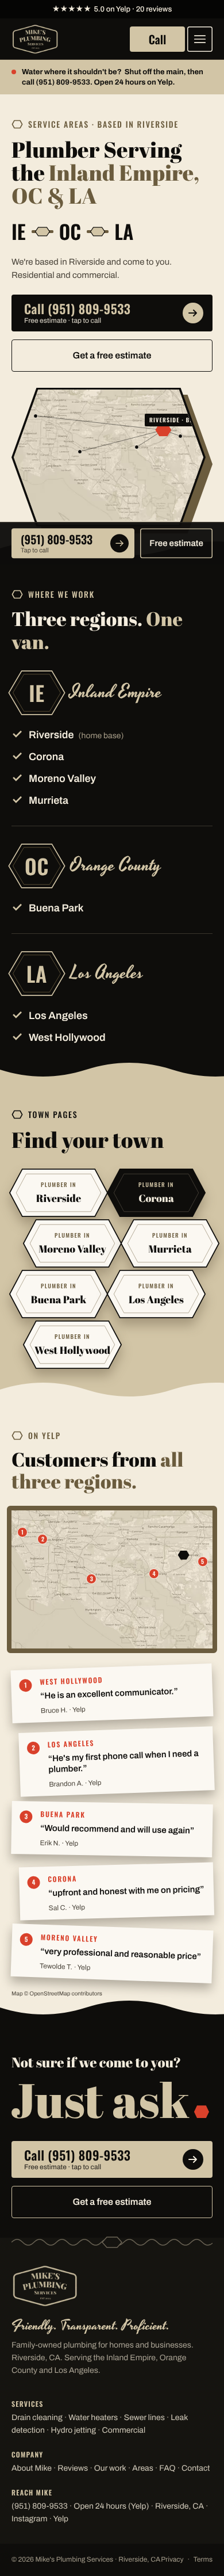 ★★★★★ 5.0 on Yelp · 20 reviews
MIKE'S
PLUMBING
SERVICES
Call
Water where it shouldn't be? Shut off the main, then
call (951) 809-9533. Open 24 hours on Yelp.
SERVICE AREAS · BASED IN RIVERSIDE
Plumber Serving
the Inland Empire,
OC & LA
IE OC LA
We're based in Riverside and come to you.
Residential and commercial.
Call (951) 809-9533
Free estimate · tap to call
Get a free estimate
RIVERSIDE · B
(951) 809-9533
Tap to call
Free estimate
WHERE WE WORK
Three regions. One
van.
IE Inland Empire
Riverside (home base)
Corona
Moreno Valley
Murrieta
OC Orange County
Buena Park
LA Los Angeles
Los Angeles
West Hollywood
TOWN PAGES
Find your town
PLUMBER IN
Riverside
PLUMBER IN
Corona
PLUMBER IN
Moreno Valley
PLUMBER IN
Murrieta
PLUMBER IN
Buena Park
PLUMBER IN
Los Angeles
PLUMBER IN
West Hollywood
ON YELP
Customers from all
three regions.
1
2
3
4
5
1 WEST HOLLYWOOD
“He is an excellent communicator.”
Bruce H. · Yelp
2 LOS ANGELES
“He's my first phone call when I need a
plumber.”
Brandon A. · Yelp
3 BUENA PARK
“Would recommend and will use again”
Erik N. · Yelp
4 CORONA
“upfront and honest with me on pricing”
Sal C. · Yelp
5 MORENO VALLEY
“very professional and reasonable price”
Tewolde T. · Yelp
Map © OpenStreetMap contributors
Not sure if we come to you?
Just ask
Call (951) 809-9533
Free estimate · tap to call
Get a free estimate
MIKE'S
PLUMBING
SERVICES
Friendly. Transparent. Proficient.
Family-owned plumbing for homes and businesses.
Riverside, CA. Serving the Inland Empire, Orange
County and Los Angeles.
SERVICES
Drain cleaning · Water heaters · Sewer lines · Leak
detection · Hydro jetting · Commercial
COMPANY
About Mike · Reviews · Our work · Areas · FAQ · Contact
REACH MIKE
(951) 809-9533 · Open 24 hours (Yelp) · Riverside, CA ·
Instagram · Yelp
© 2026 Mike's Plumbing Services · Riverside, CA Privacy · Terms